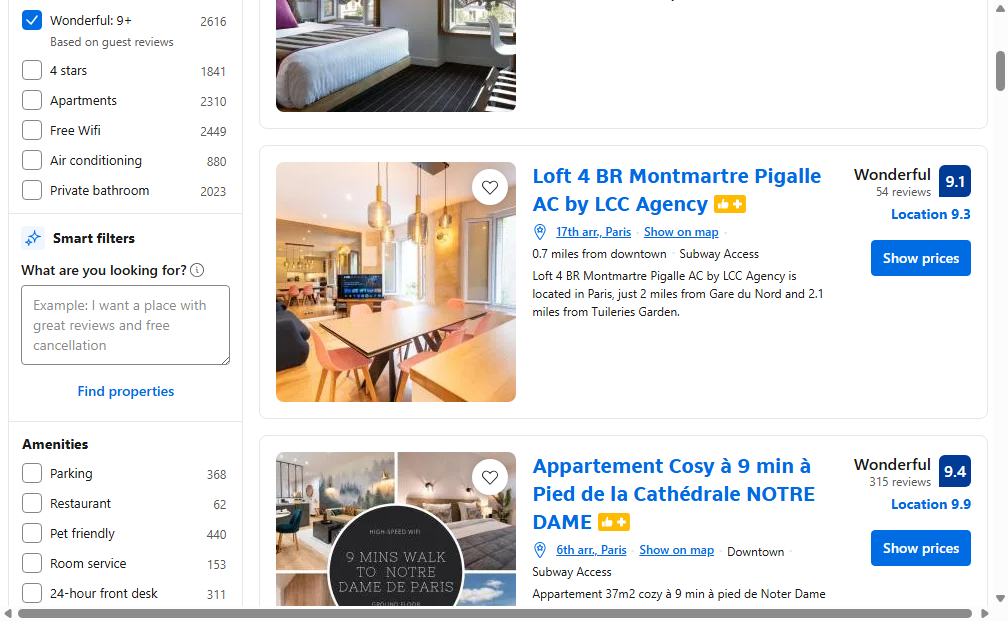 Wonderful: 9+ 2616
Based on guest reviews
4 stars 1841
Apartments 2310
Free Wifi 2449
Air conditioning 880
Private bathroom 2023
Smart filters
What are you looking for?
Example: I want a place with
great reviews and free
cancellation
Find properties
Amenities
Parking 368
Restaurant 62
Pet friendly 440
Room service 153
24-hour front desk 311
Loft 4 BR Montmartre Pigalle
AC by LCC Agency
17th arr., Paris · Show on map ·
0.7 miles from downtown · Subway Access
Loft 4 BR Montmartre Pigalle AC by LCC Agency is
located in Paris, just 2 miles from Gare du Nord and 2.1
miles from Tuileries Garden.
Wonderful 9.1
54 reviews
Location 9.3
Show prices
HIGH-SPEED WIFI
9 MINS WALK
TO NOTRE
DAME DE PARIS
GROUND FLOOR
Appartement Cosy à 9 min à
Pied de la Cathédrale NOTRE
DAME
6th arr., Paris · Show on map · Downtown ·
Subway Access
Appartement 37m2 cozy à 9 min à pied de Noter Dame
Wonderful 9.4
315 reviews
Location 9.9
Show prices